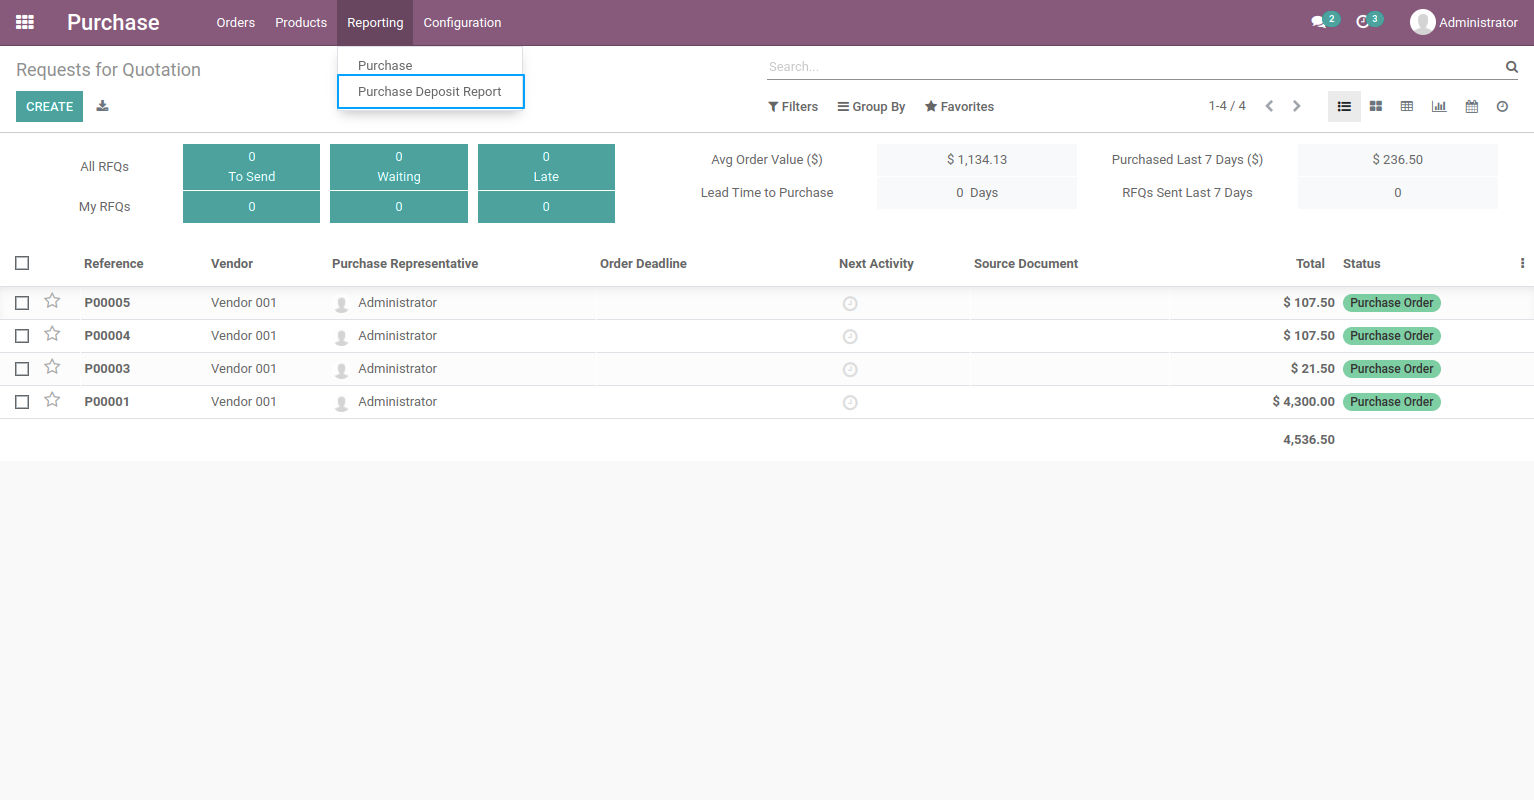 Purchase Orders Products Reporting Configuration 2 3 Administrator
Requests for Quotation
Purchase
Purchase Deposit Report
Search...
CREATE
Filters Group By Favorites 1-4 / 4
All RFQs
0 To Send
0 Waiting
0 Late
My RFQs 0 0 0
Avg Order Value ($) $ 1,134.13 Purchased Last 7 Days ($) $ 236.50
Lead Time to Purchase 0 Days RFQs Sent Last 7 Days 0
Reference Vendor Purchase Representative Order Deadline Next Activity Source Document Total Status
P00005 Vendor 001 Administrator $ 107.50 Purchase Order
P00004 Vendor 001 Administrator $ 107.50 Purchase Order
P00003 Vendor 001 Administrator $ 21.50 Purchase Order
P00001 Vendor 001 Administrator $ 4,300.00 Purchase Order
4,536.50